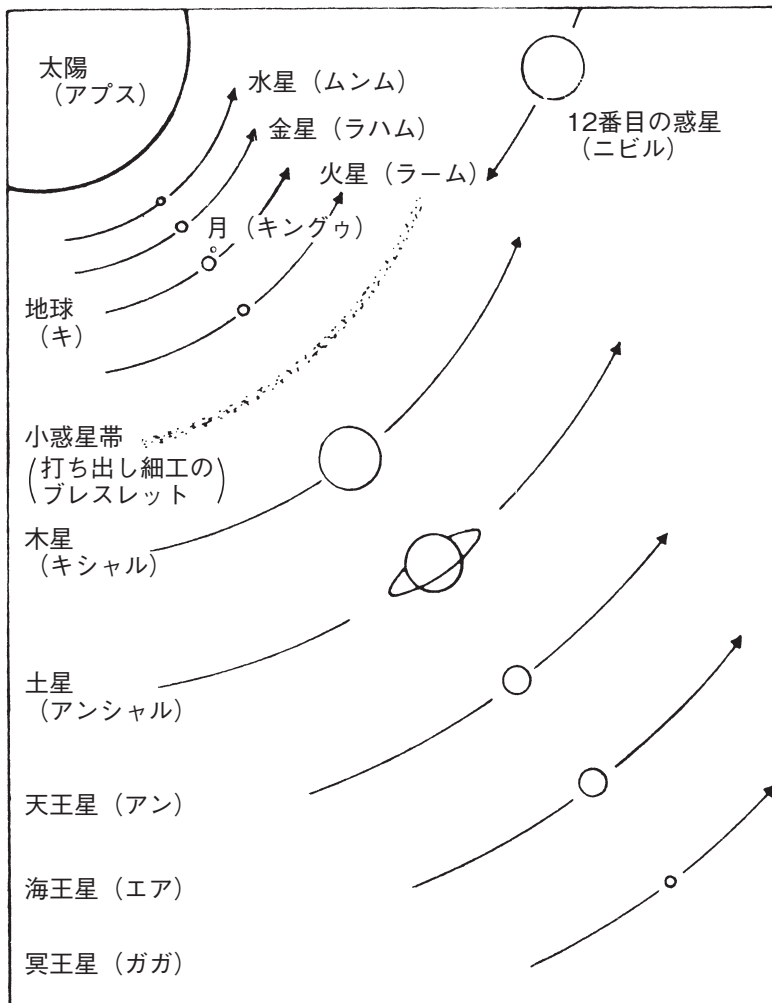 太陽
(アプス)
水星(ムンム)
金星(ラハム)
火星(ラーム)
12番目の惑星
(ニビル)
月(キングゥ)
地球
(キ)
小惑星帯
(打ち出し細工の
ブレスレット)
木星
(キシャル)
土星
(アンシャル)
天王星(アン)
海王星(エア)
冥王星(ガガ)